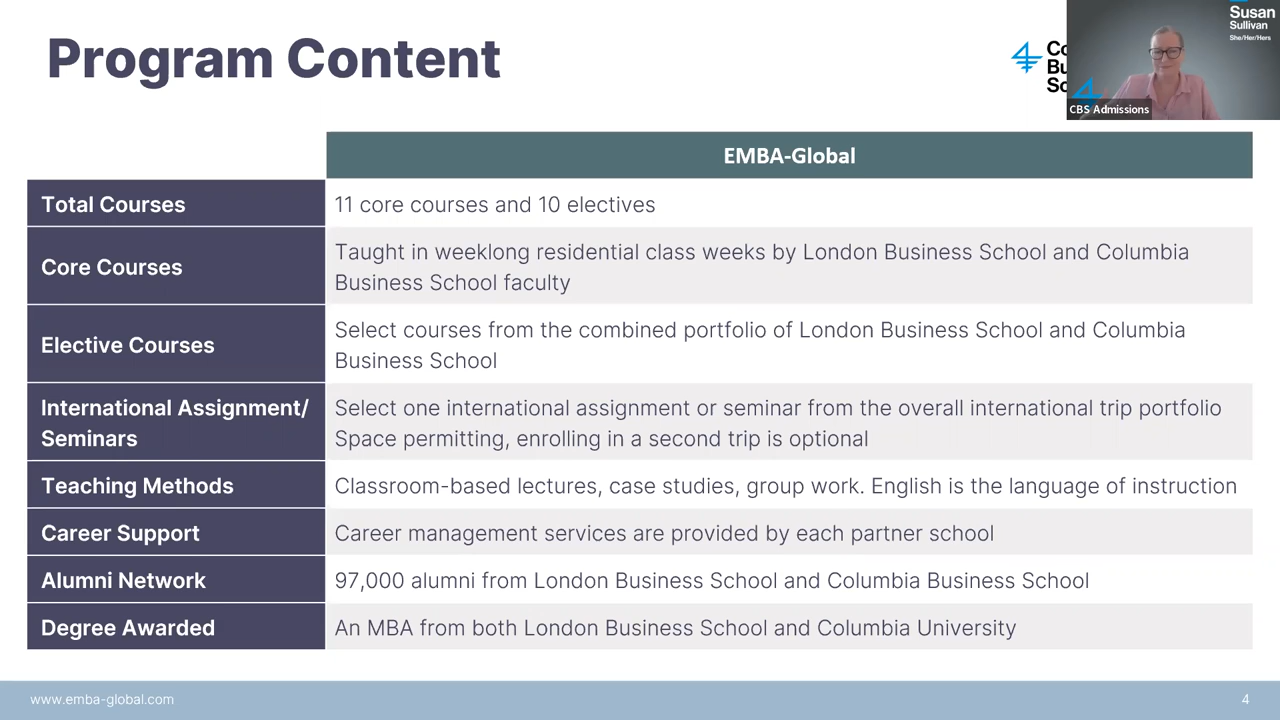 Program Content
Susan
Sullivan
She/Her/Hers
CBS Admissions
EMBA-Global
Total Courses
11 core courses and 10 electives
Core Courses
Taught in weeklong residential class weeks by London Business School and Columbia
Business School faculty
Elective Courses
Select courses from the combined portfolio of London Business School and Columbia
Business School
International Assignment/
Seminars
Select one international assignment or seminar from the overall international trip portfolio
Space permitting, enrolling in a second trip is optional
Teaching Methods
Classroom-based lectures, case studies, group work. English is the language of instruction
Career Support
Career management services are provided by each partner school
Alumni Network
97,000 alumni from London Business School and Columbia Business School
Degree Awarded
An MBA from both London Business School and Columbia University
www.emba-global.com
4